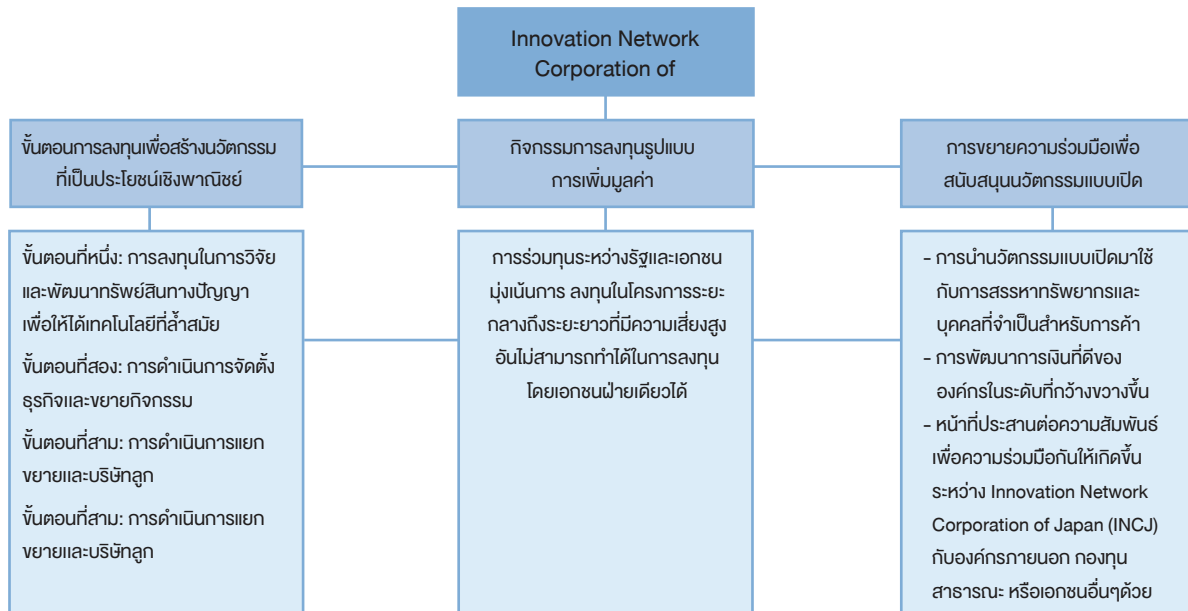 Innovation Network
Corporation of
ขั้นตอนการลงทุนเพื่อสร้างนวัตกรรม
ที่เป็นประโยชน์เชิงพาณิชย์
กิจกรรมการลงทุนรูปแบบ
การเพิ่มมูลค่า
การขยายความร่วมมือเพื่อ
สนับสนุนนวัตกรรมแบบเปิด
ขั้นตอนที่หนึ่ง: การลงทุนในการวิจัย
และพัฒนาทรัพย์สินทางปัญญา
เพื่อให้ได้เทคโนโลยีที่ล้ำสมัย
ขั้นตอนที่สอง: การดำเนินการจัดตั้ง
ธุรกิจและขยายกิจกรรม
ขั้นตอนที่สาม: การดำเนินการแยก
ขยายและบริษัทลูก
ขั้นตอนที่สาม: การดำเนินการแยก
ขยายและบริษัทลูก
การร่วมทุนระหว่างรัฐและเอกชน
มุ่งเน้นการ ลงทุนในโครงการระยะ
กลางถึงระยะยาวที่มีความเสี่ยงสูง
อันไม่สามารถทำได้ในการลงทุน
โดยเอกชนฝ่ายเดียวได้
- การนำนวัตกรรมแบบเปิดมาใช้
กับการสรรหาทรัพยากรและ
บุคคลที่จำเป็นสำหรับการค้า
- การพัฒนาการเงินที่ดีของ
องค์กรในระดับที่กว้างขวางขึ้น
- หน้าที่ประสานต่อความสัมพันธ์
เพื่อความร่วมมือกันให้เกิดขึ้น
ระหว่าง Innovation Network
Corporation of Japan (INCJ)
กับองค์กรภายนอก กองทุน
สาธารณะ หรือเอกชนอื่นๆด้วย